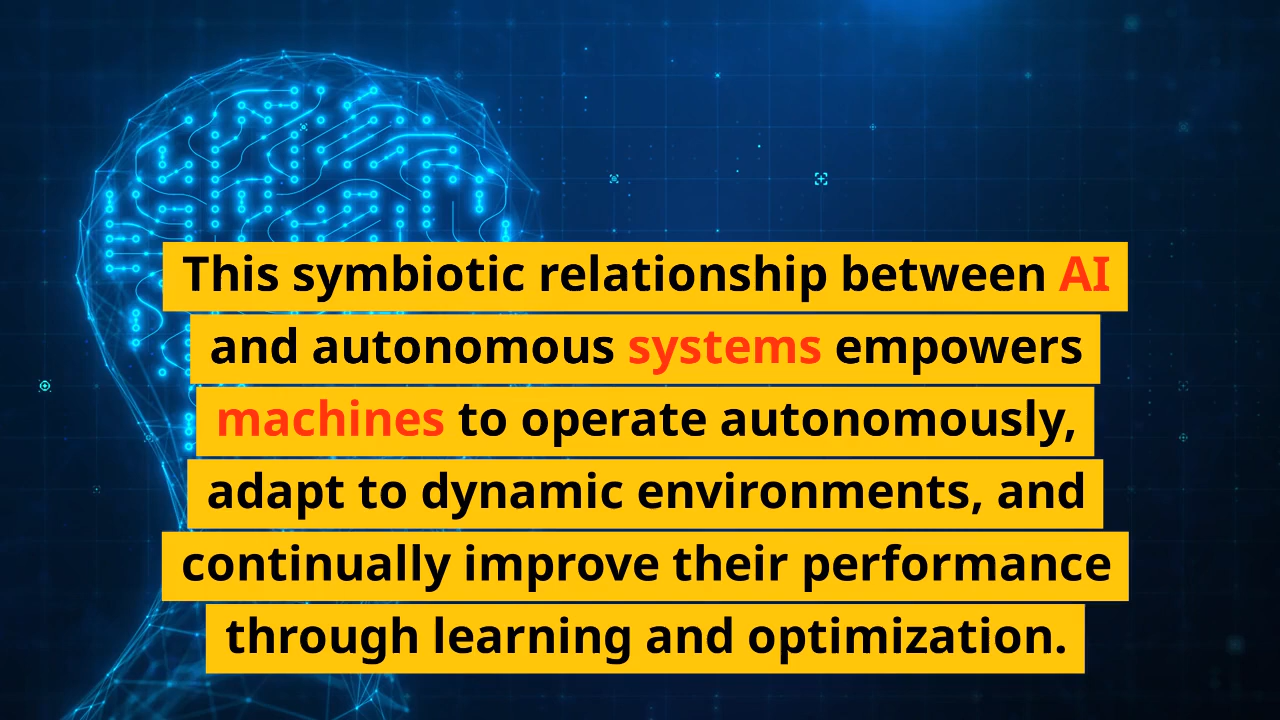 This symbiotic relationship between AI
and autonomous systems empowers
machines to operate autonomously,
adapt to dynamic environments, and
continually improve their performance
through learning and optimization.